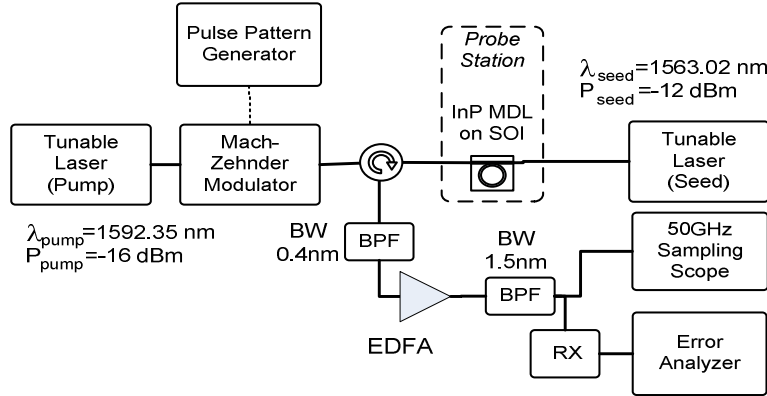 Pulse Pattern
Generator
Probe
Station
λseed=1563.02 nm
Pseed=-12 dBm
InP MDL
on SOI
Tunable
Laser
(Pump)
Mach-
Zehnder
Modulator
Tunable
Laser
(Seed)
λpump=1592.35 nm
Ppump=-16 dBm
BW
0.4nm
BPF
BW
1.5nm
BPF
50GHz
Sampling
Scope
EDFA
RX
Error
Analyzer